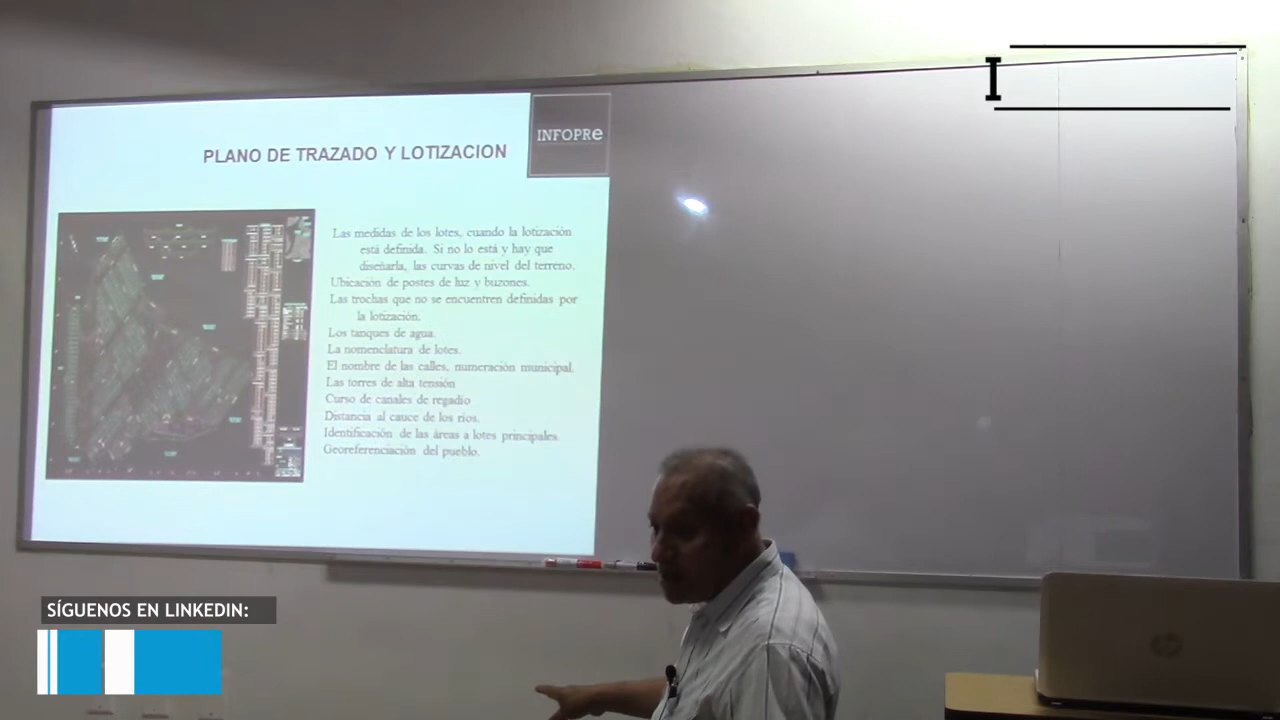 INFOPRe
PLANO DE TRAZADO Y LOTIZACION
Las medidas de los lotes, cuando la lotización
está definida. Si no lo está y hay que
diseñarla, las curvas de nivel del terreno.
Ubicación de postes de luz y buzones.
Las trochas que no se encuentren definidas por
la lotización.
Los tanques de agua.
La nomenclatura de lotes.
El nombre de las calles, numeración municipal.
Las torres de alta tensión
Curso de canales de regadío
Distancia al cauce de los ríos.
Identificación de las áreas a lotes principales.
Georeferenciación del pueblo.
SÍGUENOS EN LINKEDIN:
hp